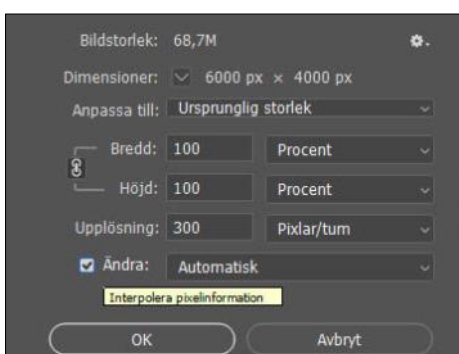 Bildstorlek: 68,7M
Dimensioner: 6000 px × 4000 px
Anpassa till: Ursprunglig storlek
Bredd: 100 Procent
Höjd: 100 Procent
Upplösning: 300 Pixlar/tum
Ändra: Automatisk
Interpolera pixelinformation
OK Avbryt